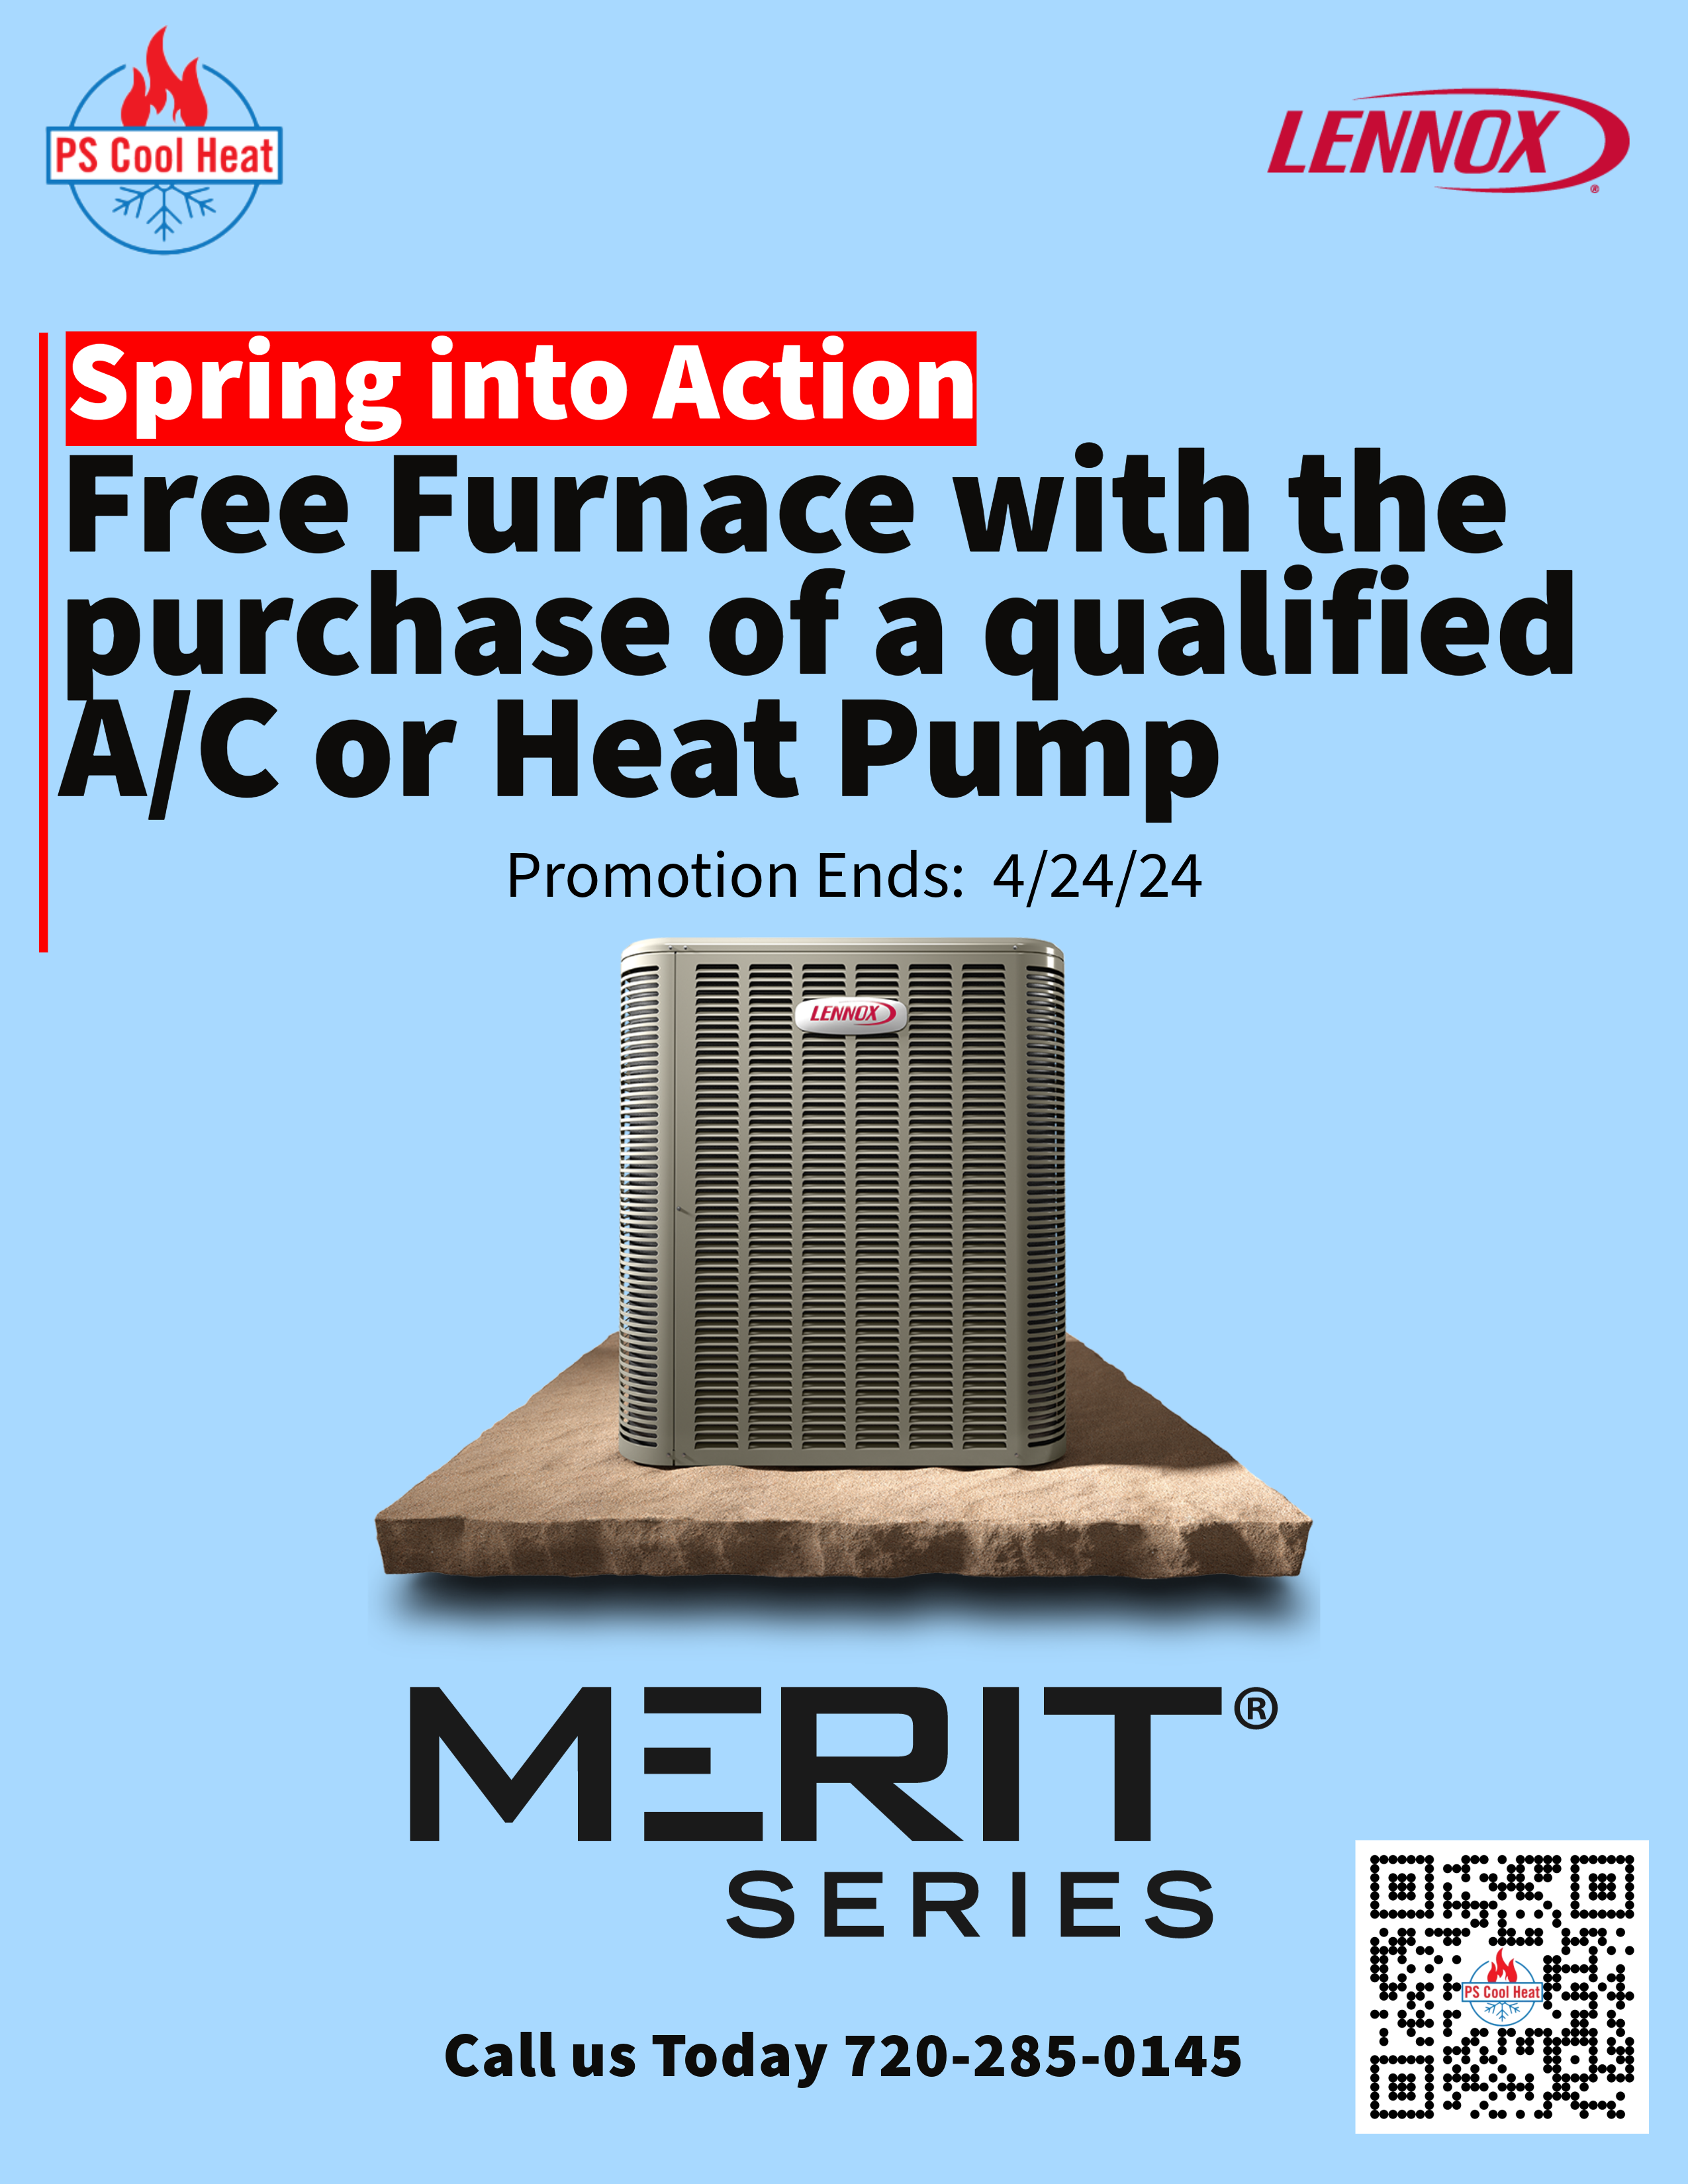 PS Cool Heat
LENNOX
®
Spring into Action
Free Furnace with the
purchase of a qualified
A/C or Heat Pump
Promotion Ends: 4/24/24
LENNOX
MERIT®
SERIES
PS Cool Heat
Call us Today 720-285-0145